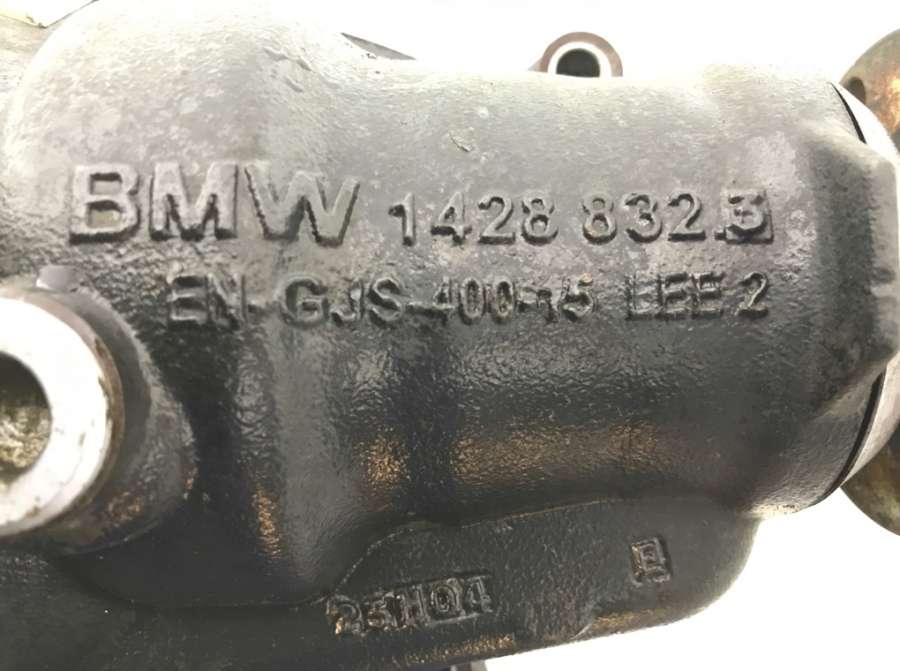 BMW 1428 832.3
EN-GJS-400-15 LEE 2
25H04